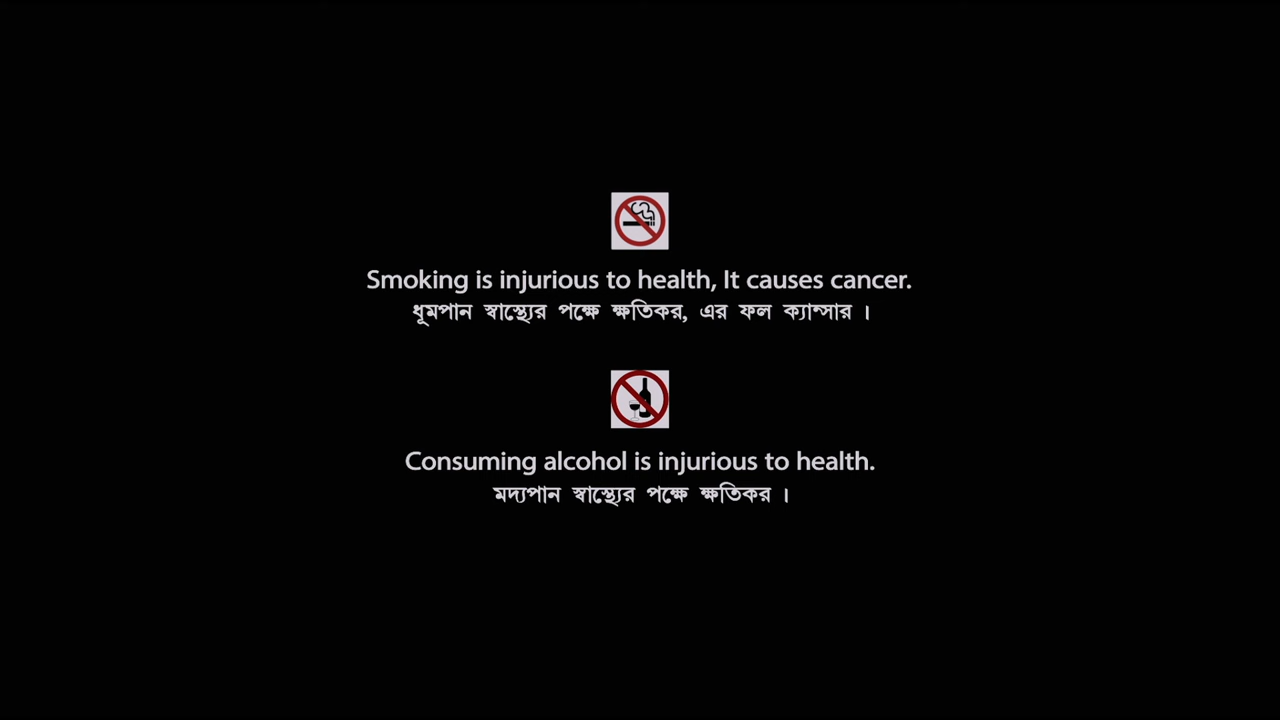 Smoking is injurious to health, It causes cancer.
ধূমপান স্বাস্থ্যের পক্ষে ক্ষতিকর, এর ফল ক্যান্সার ।
Consuming alcohol is injurious to health.
মদ্যপান স্বাস্থ্যের পক্ষে ক্ষতিকর ।